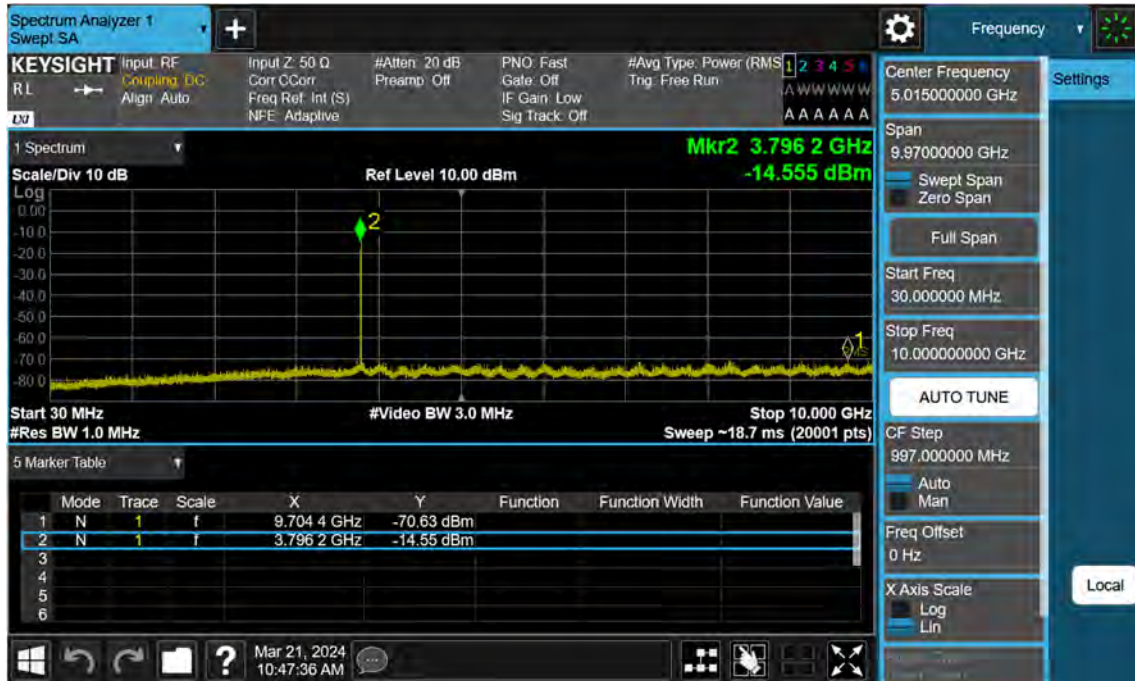 Spectrum Analyzer 1
Swept SA
Frequency
KEYSIGHT
RL
LXI
Input: RF
Coupling: DC
Align: Auto
Input Z: 50 Ω
Corr CCorr
Freq Ref: Int (S)
NFE: Adaptive
#Atten: 20 dB
Preamp: Off
PNO: Fast
Gate: Off
IF Gain: Low
Sig Track: Off
#Avg Type: Power (RMS
Trig: Free Run
1 2 3 4 5 6
A W W W W W
A A A A A A
1 Spectrum
Scale/Div 10 dB
Ref Level 10.00 dBm
Mkr2 3.796 2 GHz
-14.555 dBm
Log
0.00
-10.0
-20.0
-30.0
-40.0
-50.0
-60.0
-70.0
-80.0
2
1
RMS
Start 30 MHz
#Video BW 3.0 MHz
Stop 10.000 GHz
#Res BW 1.0 MHz
Sweep ~18.7 ms (20001 pts)
5 Marker Table
Mode Trace Scale X Y Function Function Width Function Value
1 N 1 f 9.704 4 GHz -70.63 dBm
2 N 1 f 3.796 2 GHz -14.55 dBm
3
4
5
6
Mar 21, 2024
10:47:36 AM
Center Frequency
5.015000000 GHz
Span
9.97000000 GHz
Swept Span
Zero Span
Full Span
Start Freq
30.000000 MHz
Stop Freq
10.000000000 GHz
AUTO TUNE
CF Step
997.000000 MHz
Auto
Man
Freq Offset
0 Hz
X Axis Scale
Log
Lin
Settings
Local